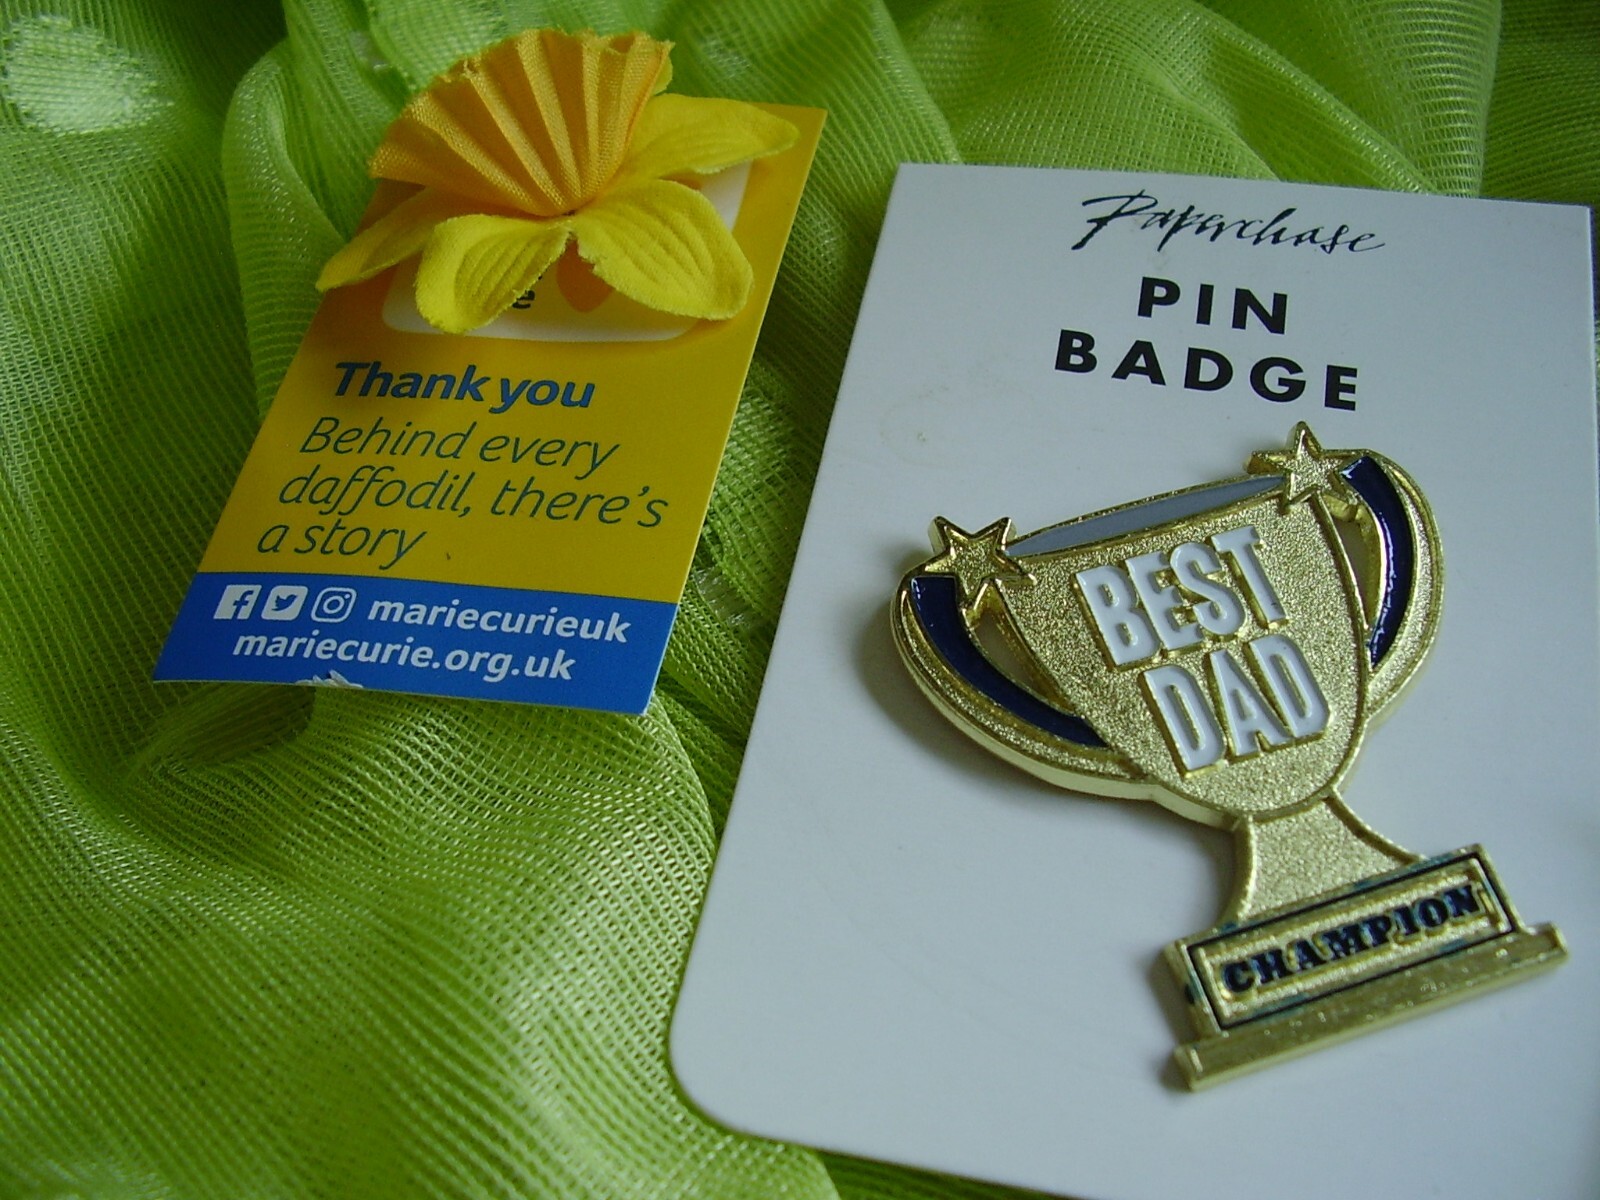 Thank you
Behind every
daffodil, there's
a story
mariecurieuk
mariecurie.org.uk
Paperchase
PIN
BADGE
BEST
DAD
CHAMPION